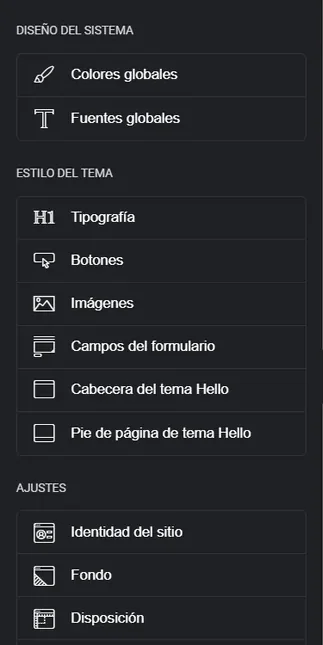 DISEÑO DEL SISTEMA
Colores globales
Fuentes globales
ESTILO DEL TEMA
H1 Tipografía
Botones
Imágenes
Campos del formulario
Cabecera del tema Hello
Pie de página de tema Hello
AJUSTES
Identidad del sitio
Fondo
Disposición